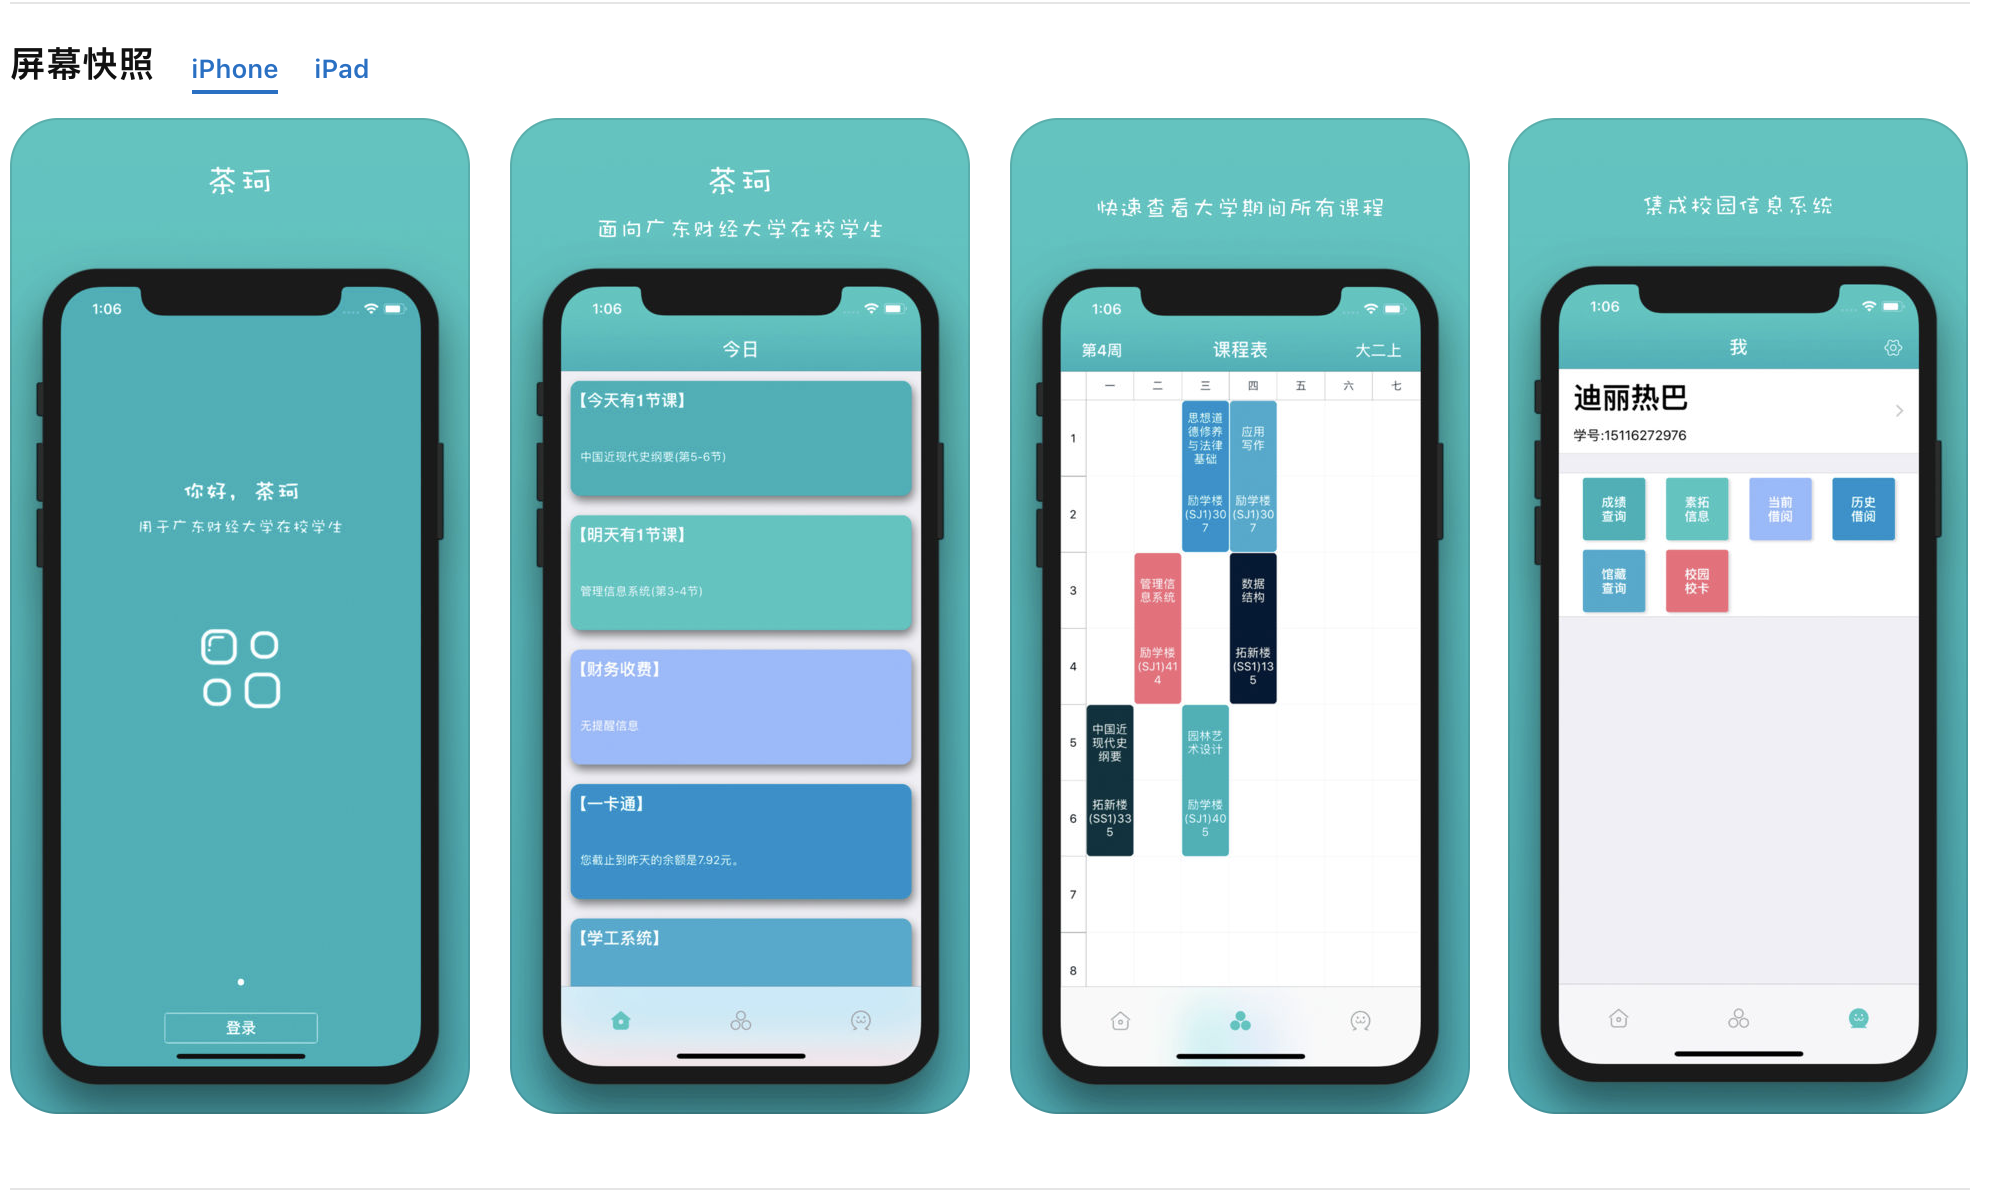 屏幕快照 iPhone iPad
茶珂
1:06
你好，茶珂
用于广东财经大学在校学生
登录
茶珂
面向广东财经大学在校学生
1:06
今日
【今天有1节课】
中国近现代史纲要(第5-6节)
【明天有1节课】
管理信息系统(第3-4节)
【财务收费】
无提醒信息
【一卡通】
您截止到昨天的余额是7.92元。
【学工系统】
快速查看大学期间所有课程
1:06
第4周 课程表 大二上
一 二 三 四 五 六 七
1
2
3
4
5
6
7
8
中国近
现代史
纲要
拓新楼
(SS1)33
5
管理信
息系统
励学楼
(SJ1)41
4
思想道
德修养
与法律
基础
励学楼
(SJ1)30
7
园林艺
术设计
励学楼
(SJ1)40
5
应用
写作
励学楼
(SJ1)30
7
数据
结构
拓新楼
(SS1)13
5
集成校园信息系统
1:06
我
迪丽热巴
学号:15116272976
成绩
查询
素拓
信息
当前
借阅
历史
借阅
馆藏
查询
校园
校卡